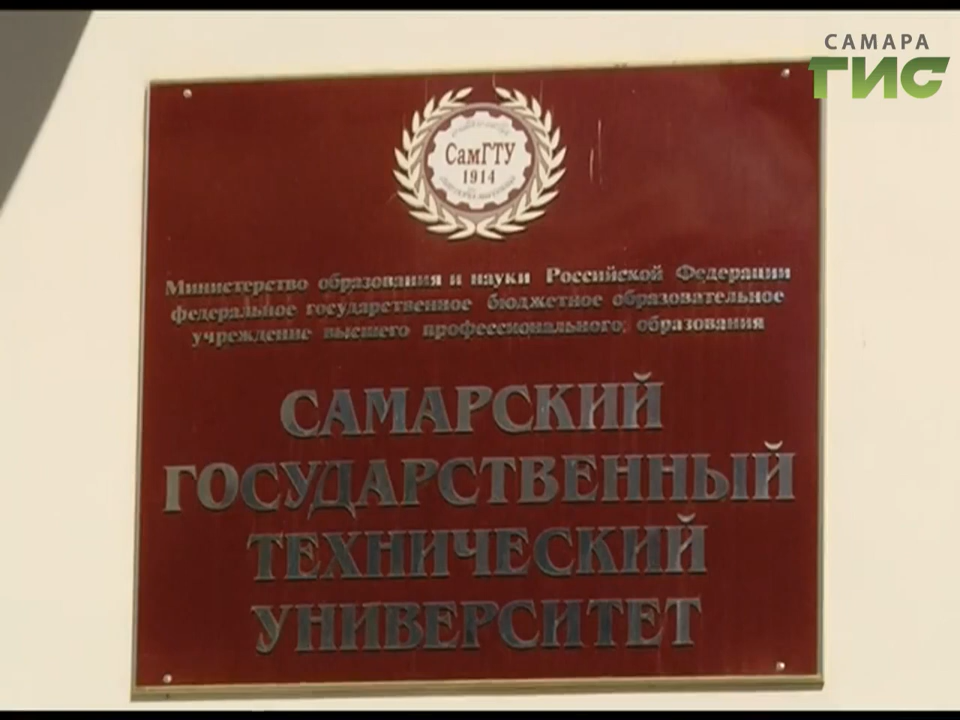 САМАРА
ГИС
СамГТУ
1914
Министерство образования и науки Российской Федерации
федеральное государственное бюджетное образовательное
учреждение высшего профессионального образования
САМАРСКИЙ
ГОСУДАРСТВЕННЫЙ
ТЕХНИЧЕСКИЙ
УНИВЕРСИТЕТ